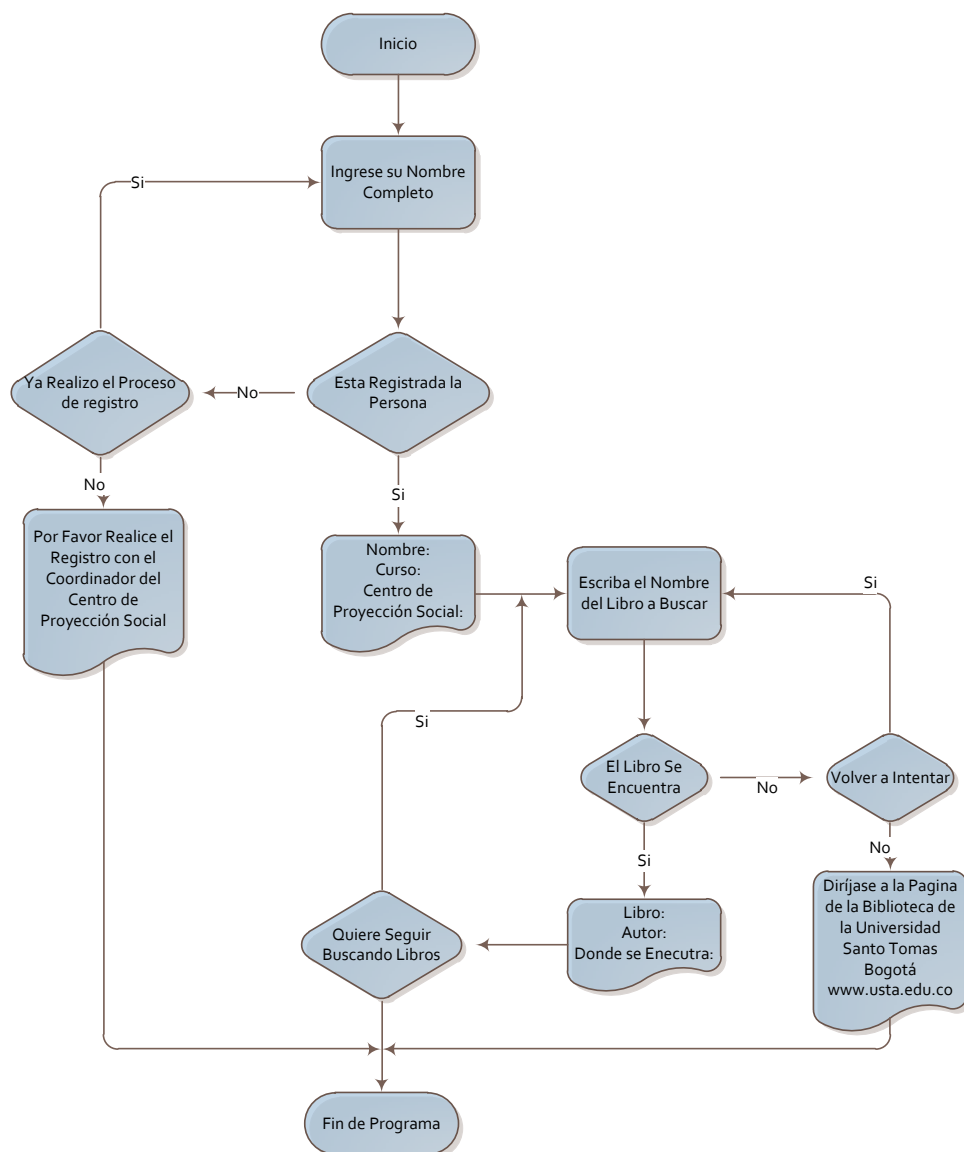 Inicio
Ingrese su Nombre
Completo
Si
Ya Realizo el Proceso
de registro
No
Esta Registrada la
Persona
No
Si
Por Favor Realice el
Registro con el
Coordinador del
Centro de
Proyección Social
Nombre:
Curso:
Centro de
Proyección Social:
Escriba el Nombre
del Libro a Buscar
Si
Si
El Libro Se
Encuentra
No
Volver a Intentar
Si
No
Quiere Seguir
Buscando Libros
Libro:
Autor:
Donde se Enecutra:
Diríjase a la Pagina
de la Biblioteca de
la Universidad
Santo Tomas
Bogotá
www.usta.edu.co
Fin de Programa